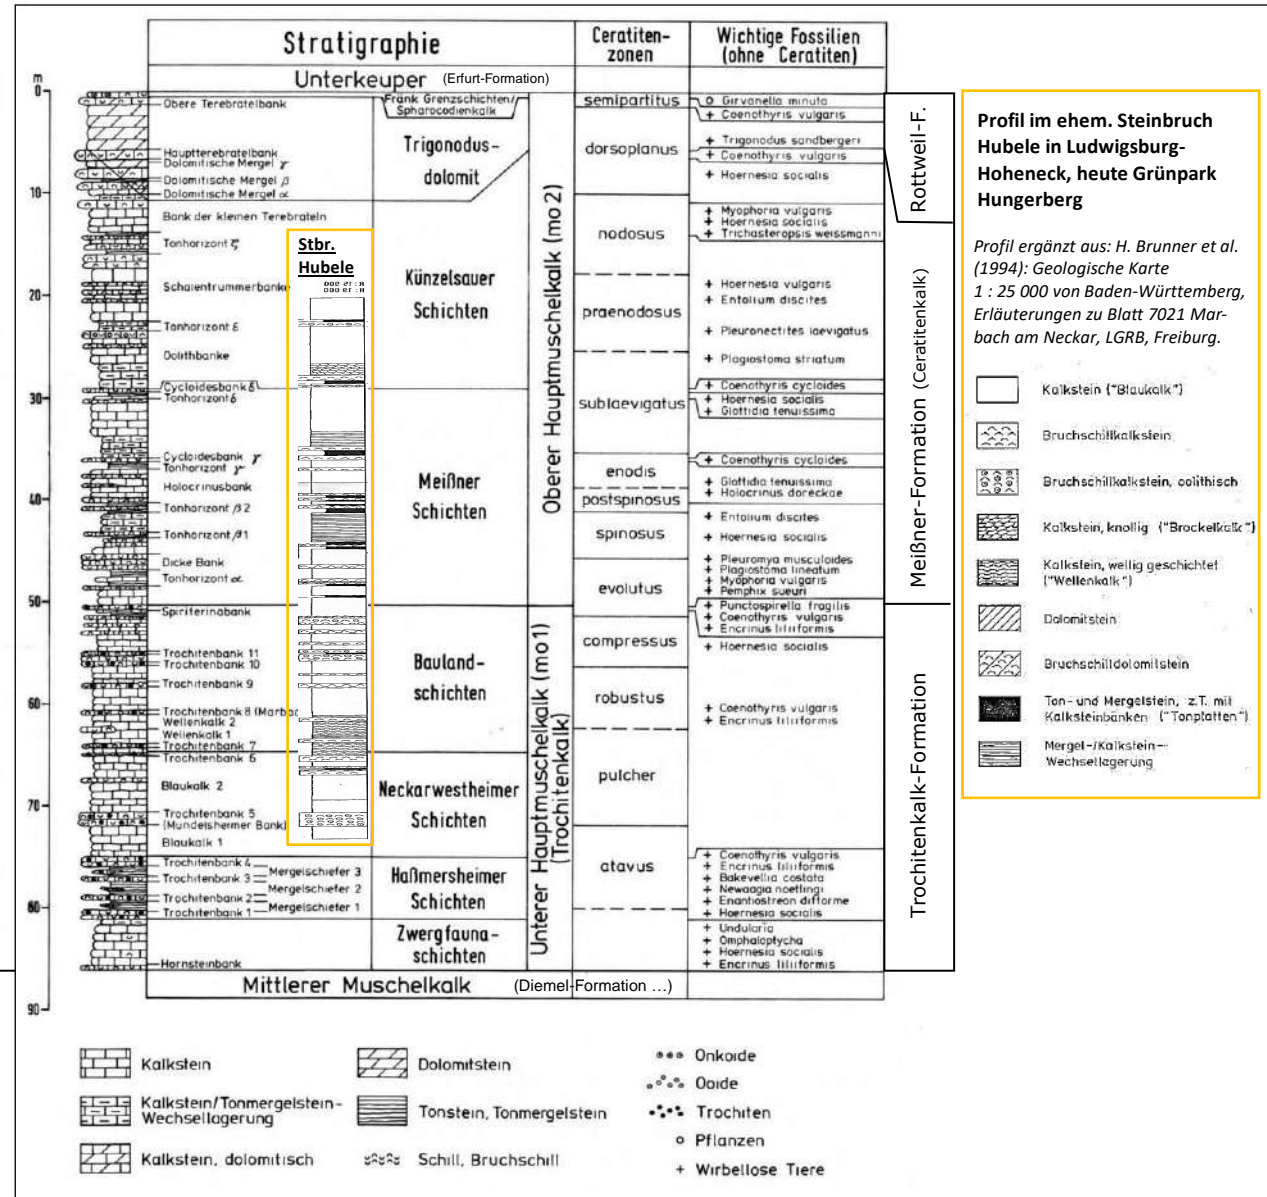 Stratigraphie
Ceratiten-
zonen
Wichtige Fossilien
(ohne Ceratiten)
Unterkeuper (Erfurt-Formation)
m
0
10
20
30
40
50
60
70
80
90
Obere Terebratelbank
Hauptterebratelbank
Dolomitische Mergel γ
Dolomitische Mergel β
Dolomitische Mergel α
Bank der kleinen Terebrateln
Tonhorizont ζ
Schalentrümmerbänke
Tonhorizont ε
Oolithbänke
Cycloidesbank δ
Tonhorizont δ
Cycloidesbank γ
Tonhorizont γ
Holocrinusbank
Tonhorizont β2
Tonhorizont β1
Dicke Bank
Tonhorizont α
Spiriferinabank
Trochitenbank 11
Trochitenbank 10
Trochitenbank 9
Trochitenbank 8 (Marbac
Wellenkalk 2
Wellenkalk 1
Trochitenbank 7
Trochitenbank 6
Blaukalk 2
Trochitenbank 5
(Mundelsheimer Bank)
Blaukalk 1
Trochitenbank 4
Mergelschiefer 3
Trochitenbank 3
Mergelschiefer 2
Trochitenbank 2
Mergelschiefer 1
Trochitenbank 1
Hornsteinbank
Stbr.
Hubele
Fränk Grenzschichten/
Sphärocodienkalk
Trigonodus-
dolomit
Künzelsauer
Schichten
Meißner
Schichten
Bauland-
schichten
Neckarwestheimer
Schichten
Haßmersheimer
Schichten
Zwergfauna-
schichten
Oberer Hauptmuschelkalk (mo2)
Unterer Hauptmuschelkalk (mo1)
(Trochitenkalk)
semipartitus
dorsoplanus
nodosus
praenodosus
sublaevigatus
enodis
postspinosus
spinosus
evolutus
compressus
robustus
pulcher
atavus
o Girvanella minuta
+ Coenothyris vulgaris
+ Trigonodus sandbergeri
+ Coenothyris vulgaris
+ Hoernesia socialis
+ Myophoria vulgaris
+ Hoernesia socialis
+ Trichasteropsis weissmanni
+ Hoernesia vulgaris
+ Entolium discites
+ Pleuronectites laevigatus
+ Plagiostoma striatum
+ Coenothyris cycloides
+ Hoernesia socialis
+ Glottidia tenuissima
+ Coenothyris cycloides
+ Glottidia tenuissima
+ Holocrinus doreckae
+ Entolium discites
+ Hoernesia socialis
+ Pleuromya musculoides
+ Plagiostoma lineatum
+ Myophoria vulgaris
+ Pemphix sueuri
+ Punctospirella fragilis
+ Coenothyris vulgaris
+ Encrinus liliiformis
+ Hoernesia socialis
+ Coenothyris vulgaris
+ Encrinus liliiformis
+ Coenothyris vulgaris
+ Encrinus liliiformis
+ Bakevellia costata
+ Newaagia noetlingi
+ Enantiostreon difforme
+ Hoernesia socialis
+ Undularia
+ Omphaloptycha
+ Hoernesia socialis
+ Encrinus liliiformis
Rottweil-F.
Meißner-Formation (Ceratitenkalk)
Trochitenkalk-Formation
Mittlerer Muschelkalk (Diemel-Formation ...)
Profil im ehem. Steinbruch
Hubele in Ludwigsburg-
Hoheneck, heute Grünpark
Hungerberg
Profil ergänzt aus: H. Brunner et al.
(1994): Geologische Karte
1 : 25 000 von Baden-Württemberg,
Erläuterungen zu Blatt 7021 Mar-
bach am Neckar, LGRB, Freiburg.
Kalkstein ("Blaukalk")
Bruchschillkalkstein
Bruchschillkalkstein, oolithisch
Kalkstein, knollig ("Brockelkalk")
Kalkstein, wellig geschichtet
("Wellenkalk")
Dolomitstein
Bruchschilldolomitstein
Ton- und Mergelstein, z.T. mit
Kalksteinbänken ("Tonplatten")
Mergel-/Kalkstein-
Wechsellagerung
Kalkstein
Kalkstein/Tonmergelstein-
Wechsellagerung
Kalkstein, dolomitisch
Dolomitstein
Tonstein, Tonmergelstein
Schill, Bruchschill
Onkoide
Ooide
Trochiten
o Pflanzen
+ Wirbellose Tiere